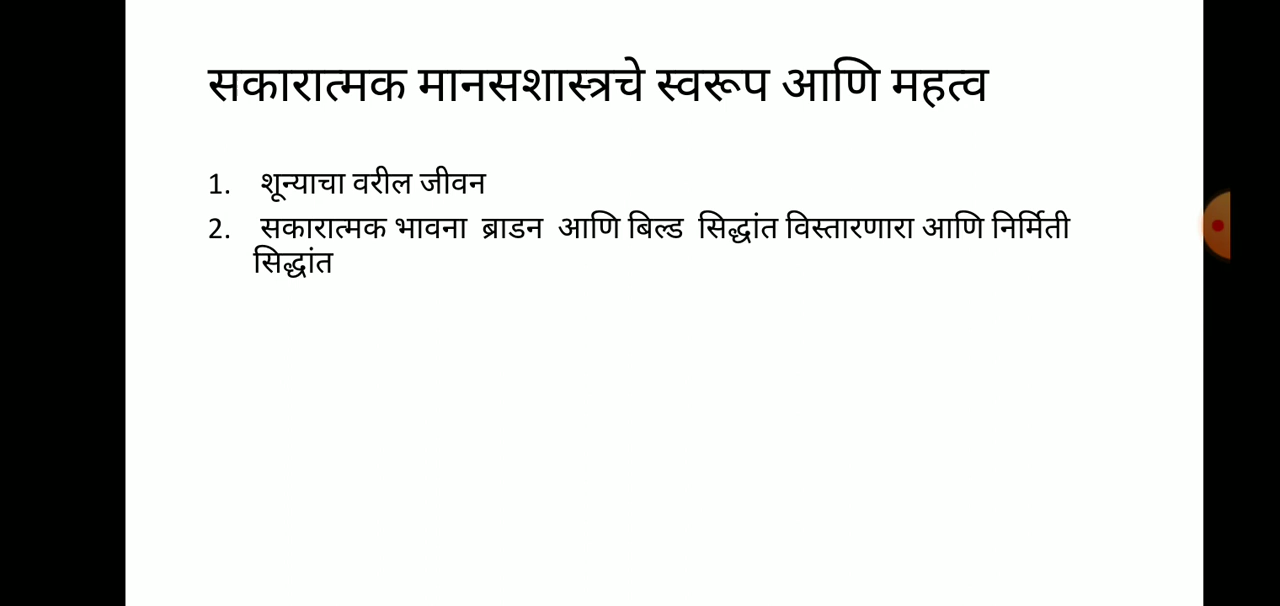 सकारात्मक मानसशास्त्रचे स्वरूप आणि महत्व
1. शून्याचा वरील जीवन
2. सकारात्मक भावना ब्राडन आणि बिल्ड सिद्धांत विस्तारणारा आणि निर्मिती
सिद्धांत